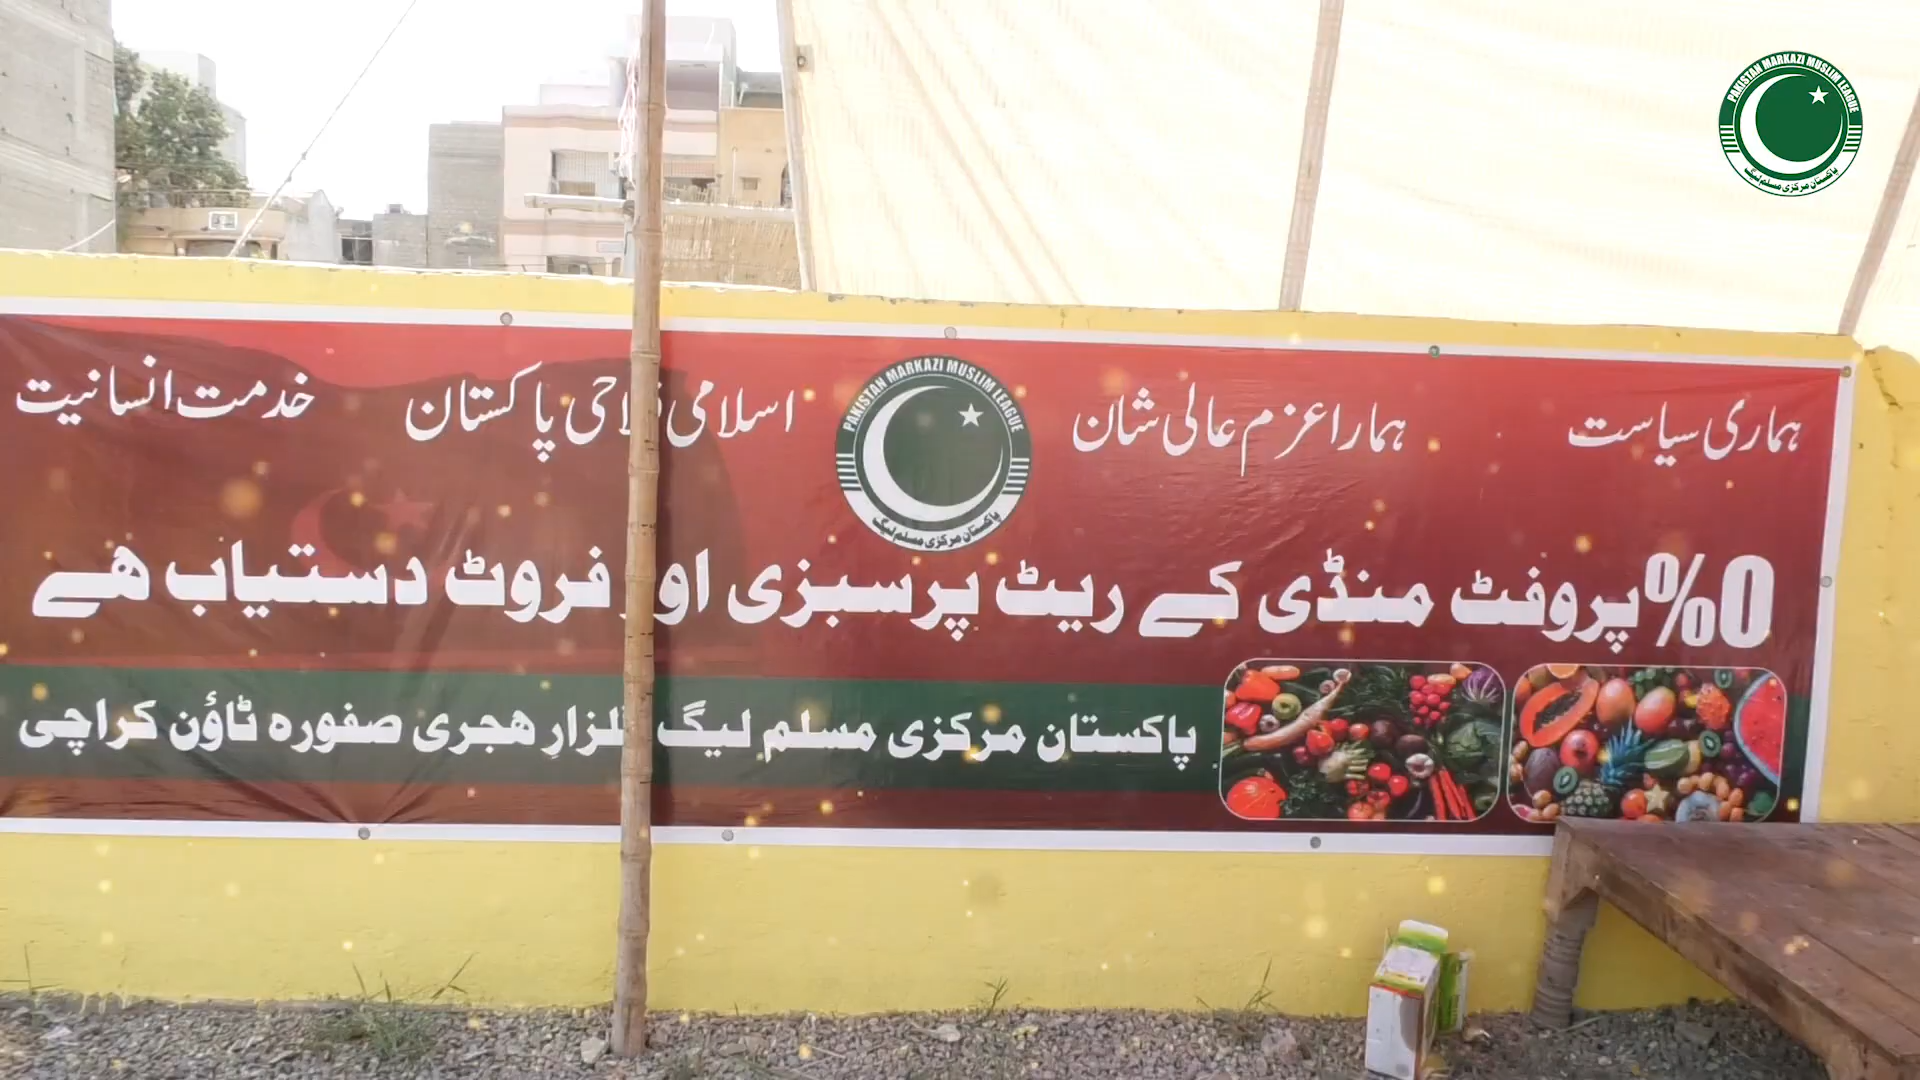 PAKISTAN MARKAZI MUSLIM LEAGUE
پاکستان مرکزی مسلم لیگ
ہماری سیاست ہمارا عزم عالی شان
PAKISTAN MARKAZI MUSLIM LEAGUE
پاکستان مرکزی مسلم لیگ
اسلامی پاکستان خدمت انسانیت
0% پروفٹ منڈی کے ریٹ پر سبزی اور فروٹ دستیاب ھے
پاکستان مرکزی مسلم لیگ گلزارِ ھجری صفورہ ٹاؤن کراچی